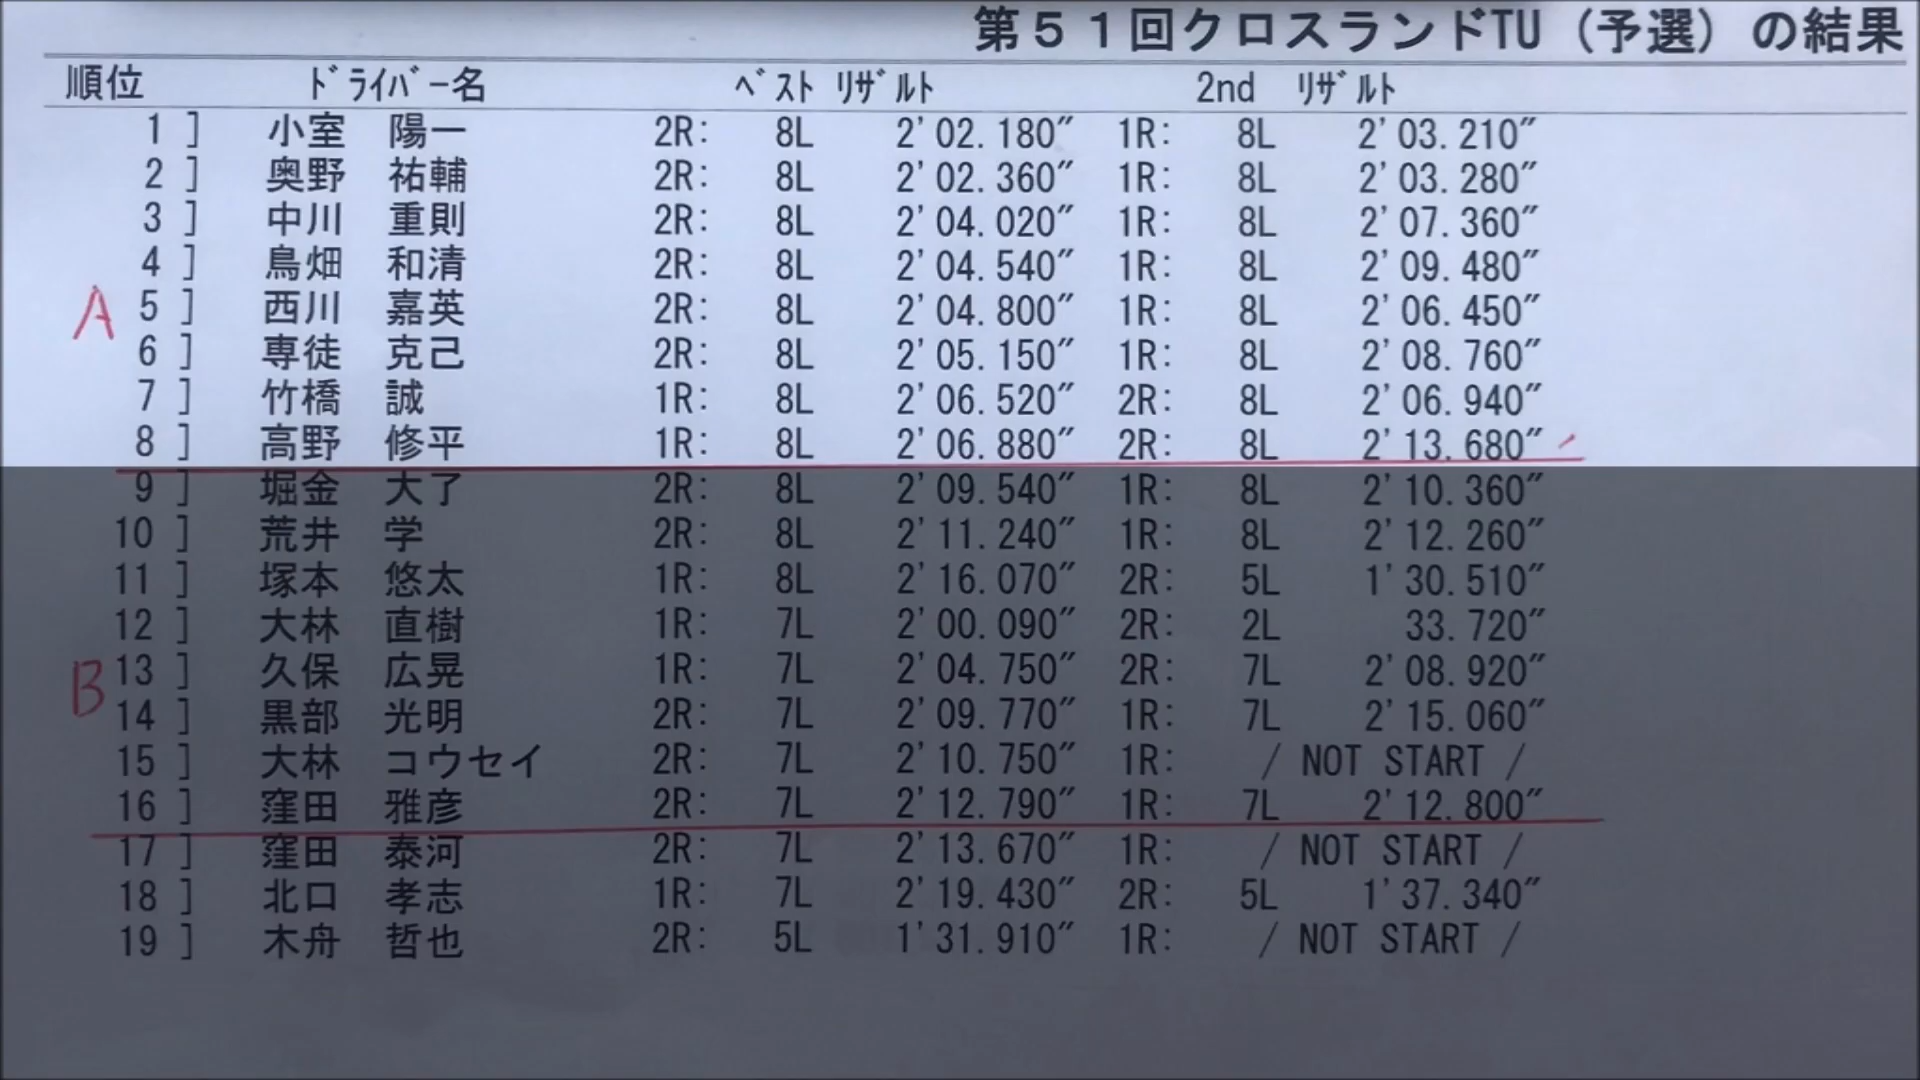 第５１回クロスランドTU（予選）の結果
順位 ﾄﾞﾗｲﾊﾞｰ名 ﾍﾞｽﾄ ﾘｻﾞﾙﾄ 2nd ﾘｻﾞﾙﾄ
1 ] 小室 陽一 2R: 8L 2'02.180″ 1R: 8L 2'03.210″
2 ] 奥野 祐輔 2R: 8L 2'02.360″ 1R: 8L 2'03.280″
3 ] 中川 重則 2R: 8L 2'04.020″ 1R: 8L 2'07.360″
4 ] 鳥畑 和清 2R: 8L 2'04.540″ 1R: 8L 2'09.480″
A 5 ] 西川 嘉英 2R: 8L 2'04.800″ 1R: 8L 2'06.450″
6 ] 専徒 克己 2R: 8L 2'05.150″ 1R: 8L 2'08.760″
7 ] 竹橋 誠 1R: 8L 2'06.520″ 2R: 8L 2'06.940″
8 ] 高野 修平 1R: 8L 2'06.880″ 2R: 8L 2'13.680″
9 ] 堀金 大了 2R: 8L 2'09.540″ 1R: 8L 2'10.360″
10 ] 荒井 学 2R: 8L 2'11.240″ 1R: 8L 2'12.260″
11 ] 塚本 悠太 1R: 8L 2'16.070″ 2R: 5L 1'30.510″
12 ] 大林 直樹 1R: 7L 2'00.090″ 2R: 2L 33.720″
B 13 ] 久保 広晃 1R: 7L 2'04.750″ 2R: 7L 2'08.920″
14 ] 黒部 光明 2R: 7L 2'09.770″ 1R: 7L 2'15.060″
15 ] 大林 コウセイ 2R: 7L 2'10.750″ 1R: / NOT START /
16 ] 窪田 雅彦 2R: 7L 2'12.790″ 1R: 7L 2'12.800″
17 ] 窪田 泰河 2R: 7L 2'13.670″ 1R: / NOT START /
18 ] 北口 孝志 1R: 7L 2'19.430″ 2R: 5L 1'37.340″
19 ] 木舟 哲也 2R: 5L 1'31.910″ 1R: / NOT START /